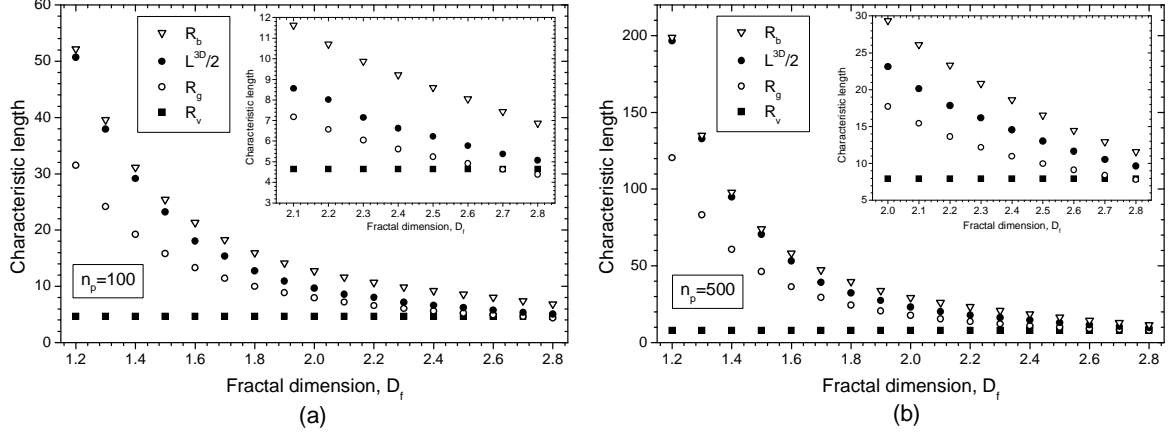 60
50
40
30
20
10
0
1.2 1.4 1.6 1.8 2.0 2.2 2.4 2.6 2.8
Characteristic length
Fractal dimension, D_f
R_b
L^3D/2
R_g
R_v
n_p=100
12
11
10
9
8
7
6
5
4
3
2.1 2.2 2.3 2.4 2.5 2.6 2.7 2.8
Characteristic length
Fractal dimension, D_f
(a)
200
150
100
50
0
1.2 1.4 1.6 1.8 2.0 2.2 2.4 2.6 2.8
Characteristic length
Fractal dimension, D_f
R_b
L^3D/2
R_g
R_v
n_p=500
30
25
20
15
10
5
2.0 2.1 2.2 2.3 2.4 2.5 2.6 2.7 2.8
Characteristic length
Fractal dimension, D_f
(b)